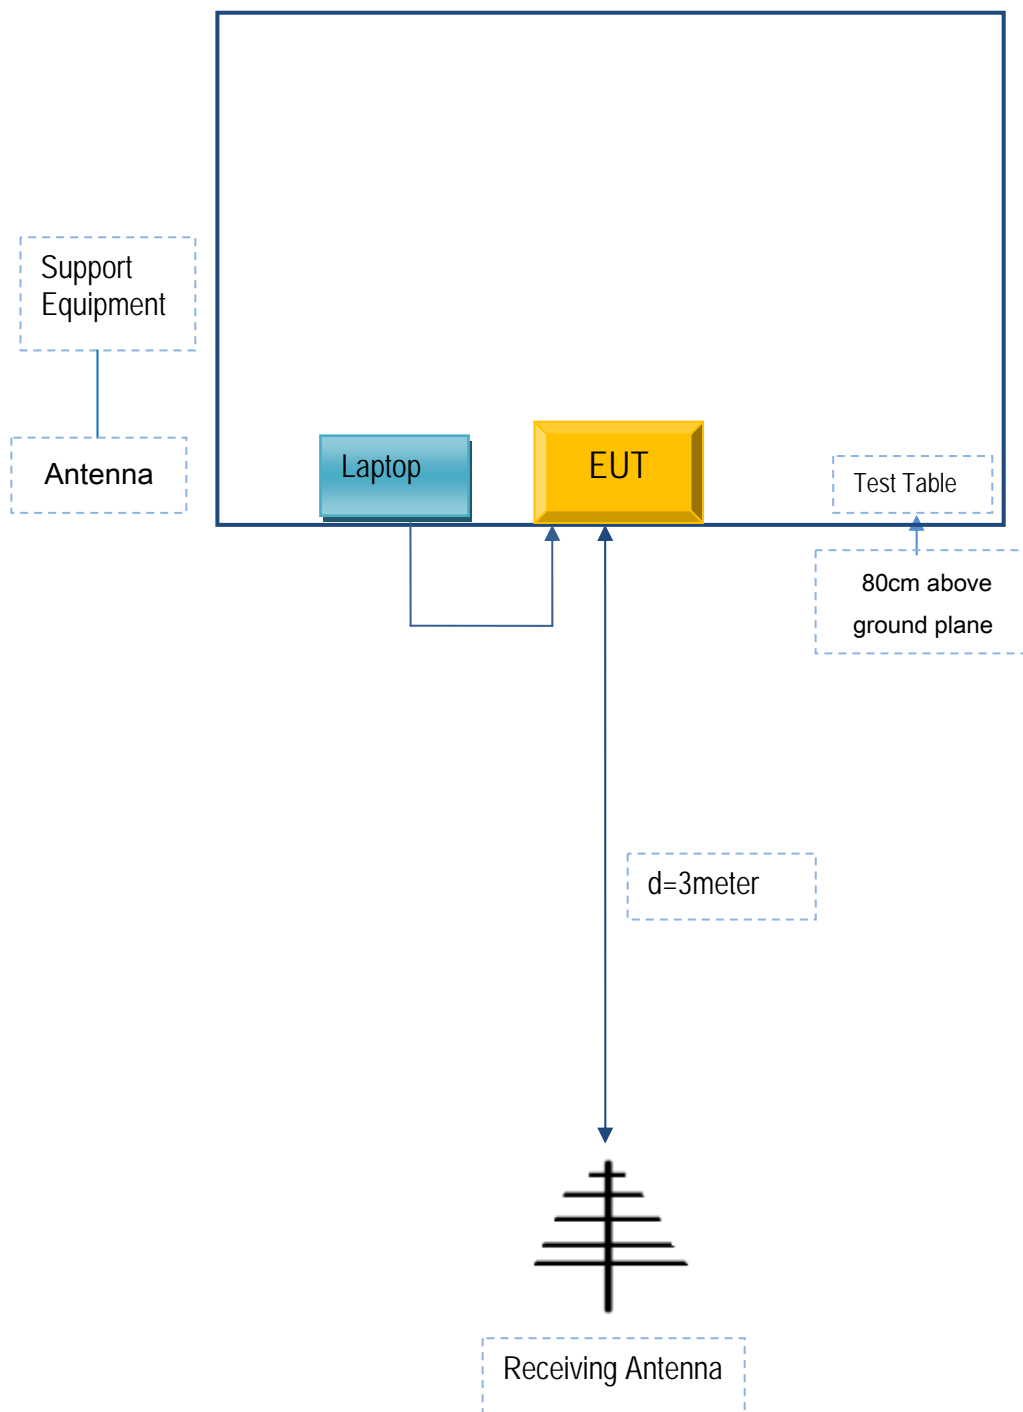 Support
Equipment
Antenna
Laptop
EUT
Test Table
80cm above
ground plane
d=3meter
Receiving Antenna